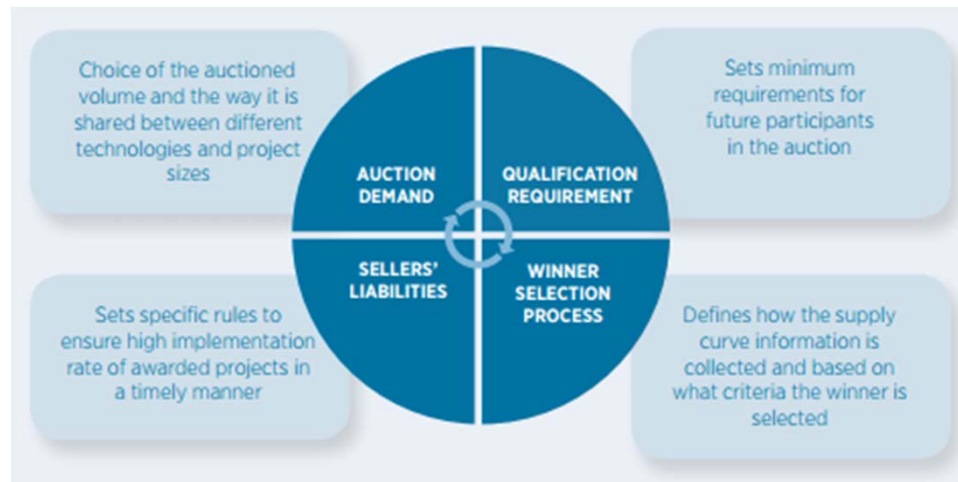 Choice of the auctioned
volume and the way it is
shared between different
technologies and project
sizes
Sets minimum
requirements for
future participants
in the auction
AUCTION
DEMAND
QUALIFICATION
REQUIREMENT
SELLERS'
LIABILITIES
WINNER
SELECTION
PROCESS
Sets specific rules to
ensure high implementation
rate of awarded projects in
a timely manner
Defines how the supply
curve information is
collected and based on
what criteria the winner is
selected